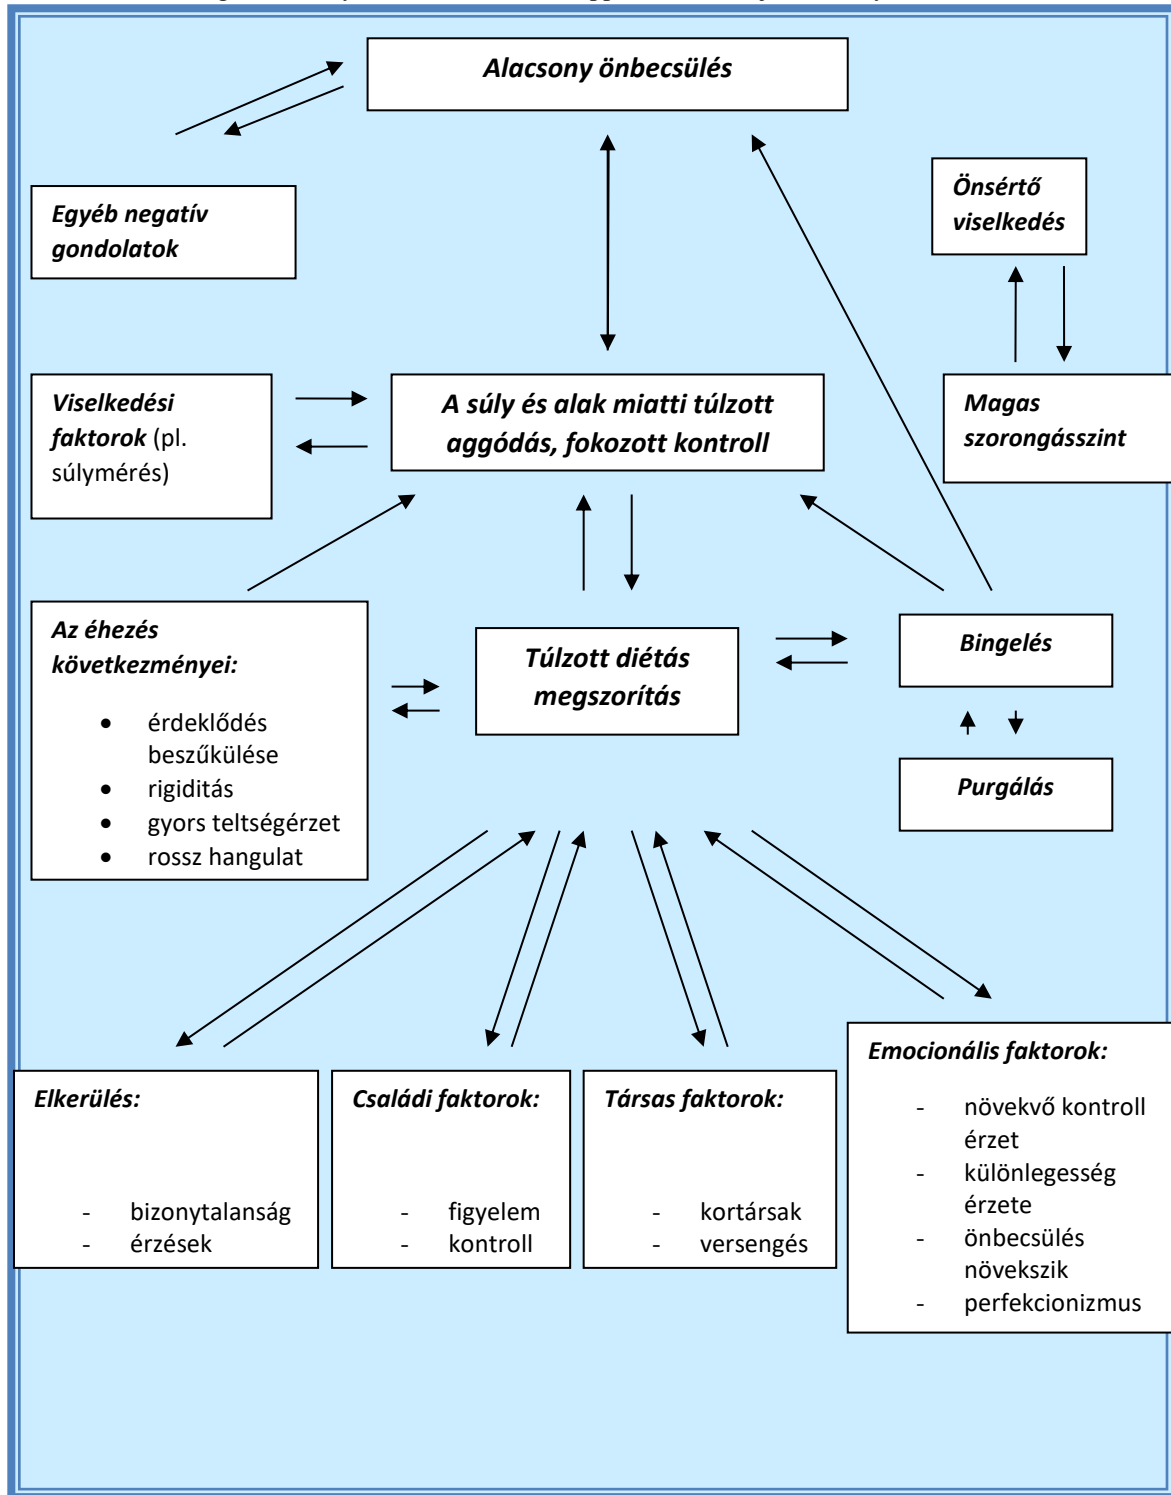 Alacsony önbecsülés
Önsértő
viselkedés
Egyéb negatív
gondolatok
Viselkedési
faktorok (pl.
súlymérés)
A súly és alak miatti túlzott
aggódás, fokozott kontroll
Magas
szorongásszint
Az éhezés
következményei:
• érdeklődés
beszűkülése
• rigiditás
• gyors teltségérzet
• rossz hangulat
Túlzott diétás
megszorítás
Bingelés
Purgálás
Elkerülés:
- bizonytalanság
- érzések
Családi faktorok:
- figyelem
- kontroll
Társas faktorok:
- kortársak
- versengés
Emocionális faktorok:
- növekvő kontroll
érzet
- különlegesség
érzete
- önbecsülés
növekszik
- perfekcionizmus